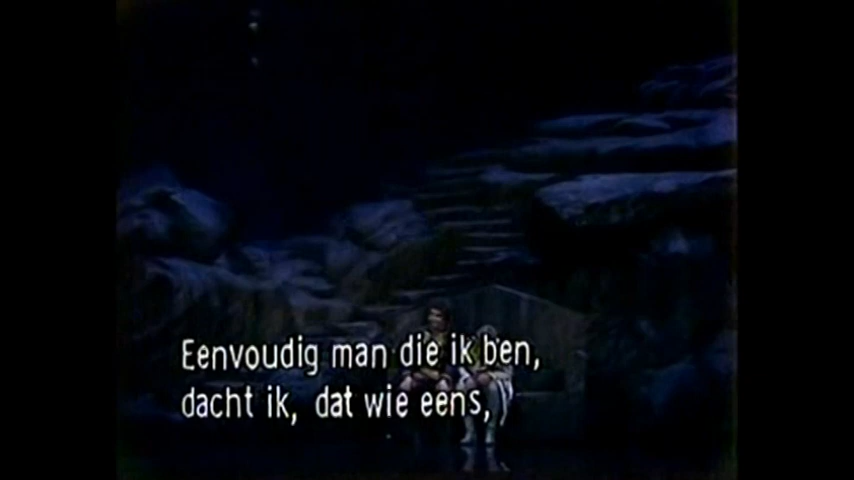 Eenvoudig man die ik ben,
dacht ik, dat wie eens,